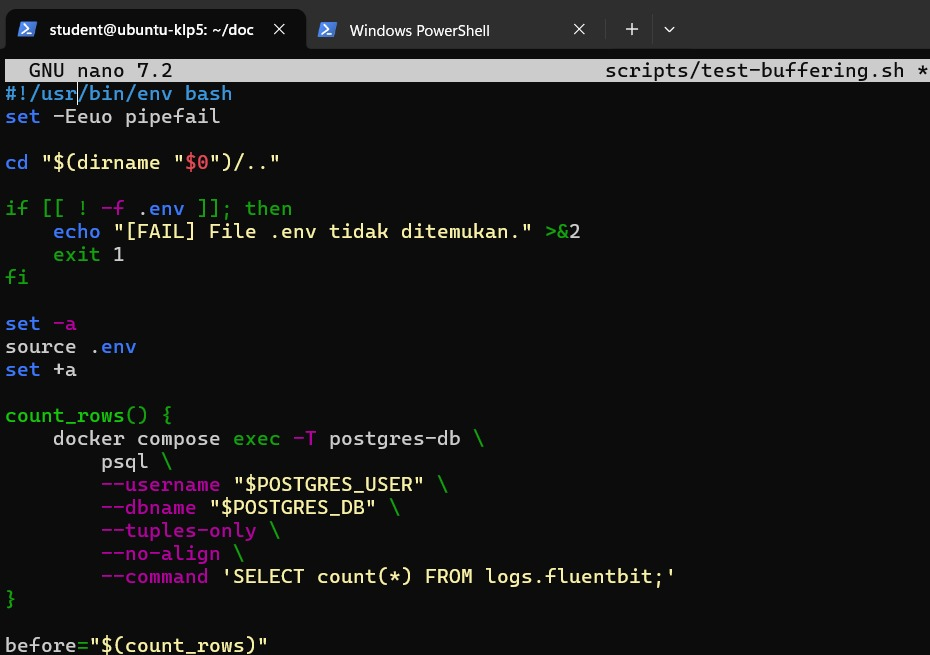 student@ubuntu-klp5: ~/doc
Windows PowerShell
GNU nano 7.2 scripts/test-buffering.sh *
#!/usr/bin/env bash
set -Eeuo pipefail

cd "$(dirname "$0")/.."

if [[ ! -f .env ]]; then
    echo "[FAIL] File .env tidak ditemukan." >&2
    exit 1
fi

set -a
source .env
set +a

count_rows() {
    docker compose exec -T postgres-db \
        psql \
        --username "$POSTGRES_USER" \
        --dbname "$POSTGRES_DB" \
        --tuples-only \
        --no-align \
        --command 'SELECT count(*) FROM logs.fluentbit;'
}

before="$(count_rows)"